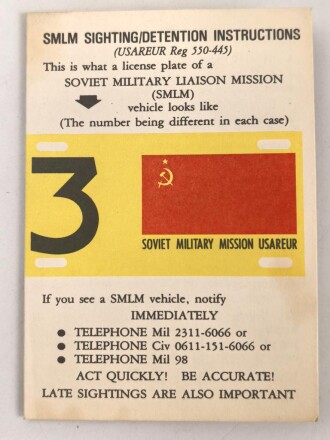 SMLM SIGHTING/DETENTION INSTRUCTIONS
(USAREUR Reg 550-445)
This is what a license plate of a
SOVIET MILITARY LIAISON MISSION
(SMLM)
vehicle looks like
(The number being different in each case)
3
SOVIET MILITARY MISSION USAREUR
If you see a SMLM vehicle, notify
IMMEDIATELY
● TELEPHONE Mil 2311-6066 or
● TELEPHONE Civ 0611-151-6066 or
● TELEPHONE Mil 98
ACT QUICKLY! BE ACCURATE!
LATE SIGHTINGS ARE ALSO IMPORTANT